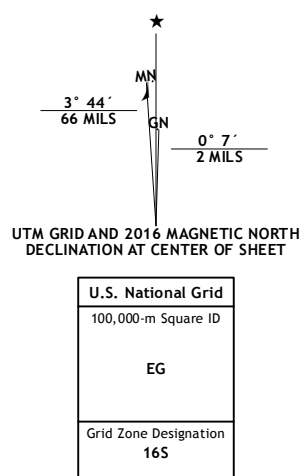 MN
3° 44´
66 MILS
GN
0° 7´
2 MILS
UTM GRID AND 2016 MAGNETIC NORTH
DECLINATION AT CENTER OF SHEET
U.S. National Grid
100,000-m Square ID
EG
Grid Zone Designation
16S